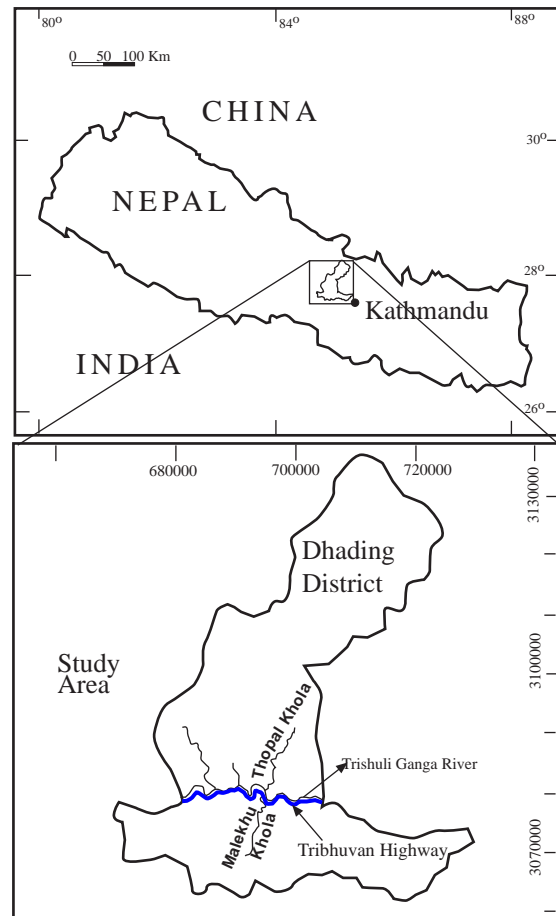 80° 84° 88°
0 50 100 Km
CHINA
30°
NEPAL
28°
Kathmandu
INDIA
26°
680000 700000 720000
3130000
Dhading
District
Study
Area
3100000
Thopal Khola
Trishuli Ganga River
Malekhu
Khola
Tribhuvan Highway
3070000